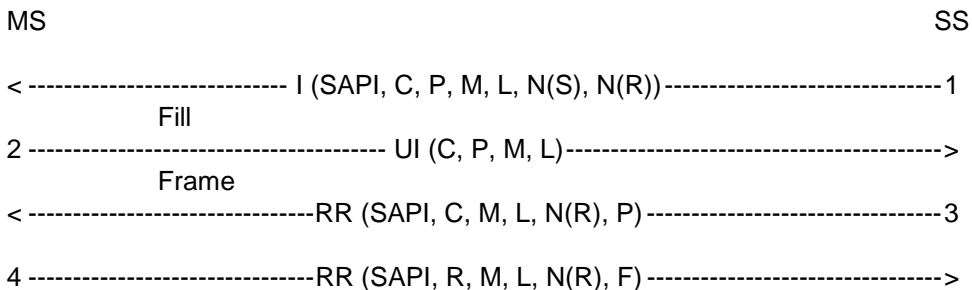 MS SS
< ------------------------------ I (SAPI, C, P, M, L, N(S), N(R)) -------------------------------- 1
Fill
2 ----------------------------------------- UI (C, P, M, L)-------------------------------------------->
Frame
< ---------------------------------RR (SAPI, C, M, L, N(R), P) ----------------------------------3
4 ---------------------------------RR (SAPI, R, M, L, N(R), F) ---------------------------------->